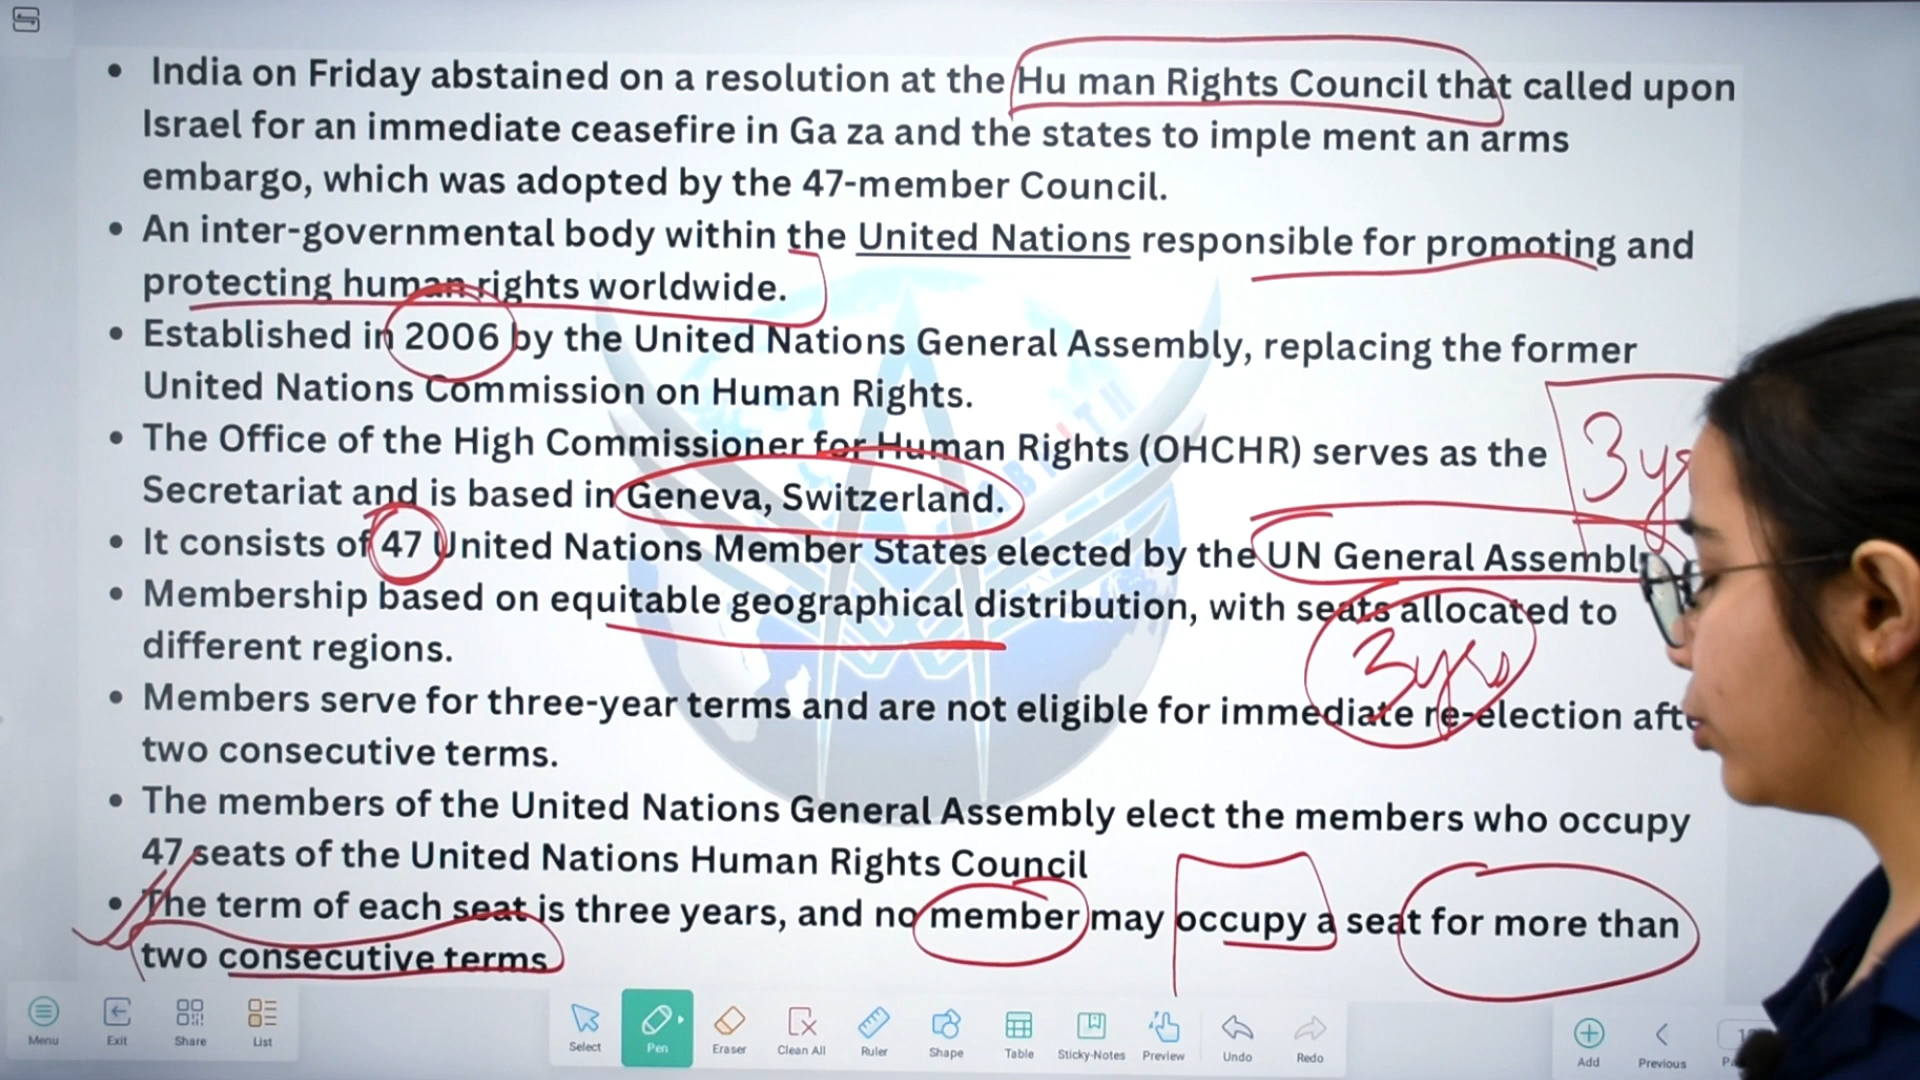 • India on Friday abstained on a resolution at the Hu man Rights Council that called upon
Israel for an immediate ceasefire in Ga za and the states to imple ment an arms
embargo, which was adopted by the 47-member Council.
• An inter-governmental body within the United Nations responsible for promoting and
protecting human rights worldwide.
• Established in 2006 by the United Nations General Assembly, replacing the former
United Nations Commission on Human Rights.
3 yrs
• The Office of the High Commissioner for Human Rights (OHCHR) serves as the
Secretariat and is based in Geneva, Switzerland.
• It consists of 47 United Nations Member States elected by the UN General Assembl
• Membership based on equitable geographical distribution, with seats allocated to
different regions.
3yrs
• Members serve for three-year terms and are not eligible for immediate re-election aft
two consecutive terms.
• The members of the United Nations General Assembly elect the members who occupy
47 seats of the United Nations Human Rights Council
• The term of each seat is three years, and no member may occupy a seat for more than
two consecutive terms
Menu Exit Share List Select Pen Eraser Clean All Ruler Shape Table Sticky-Notes Preview Undo Redo Add Previous